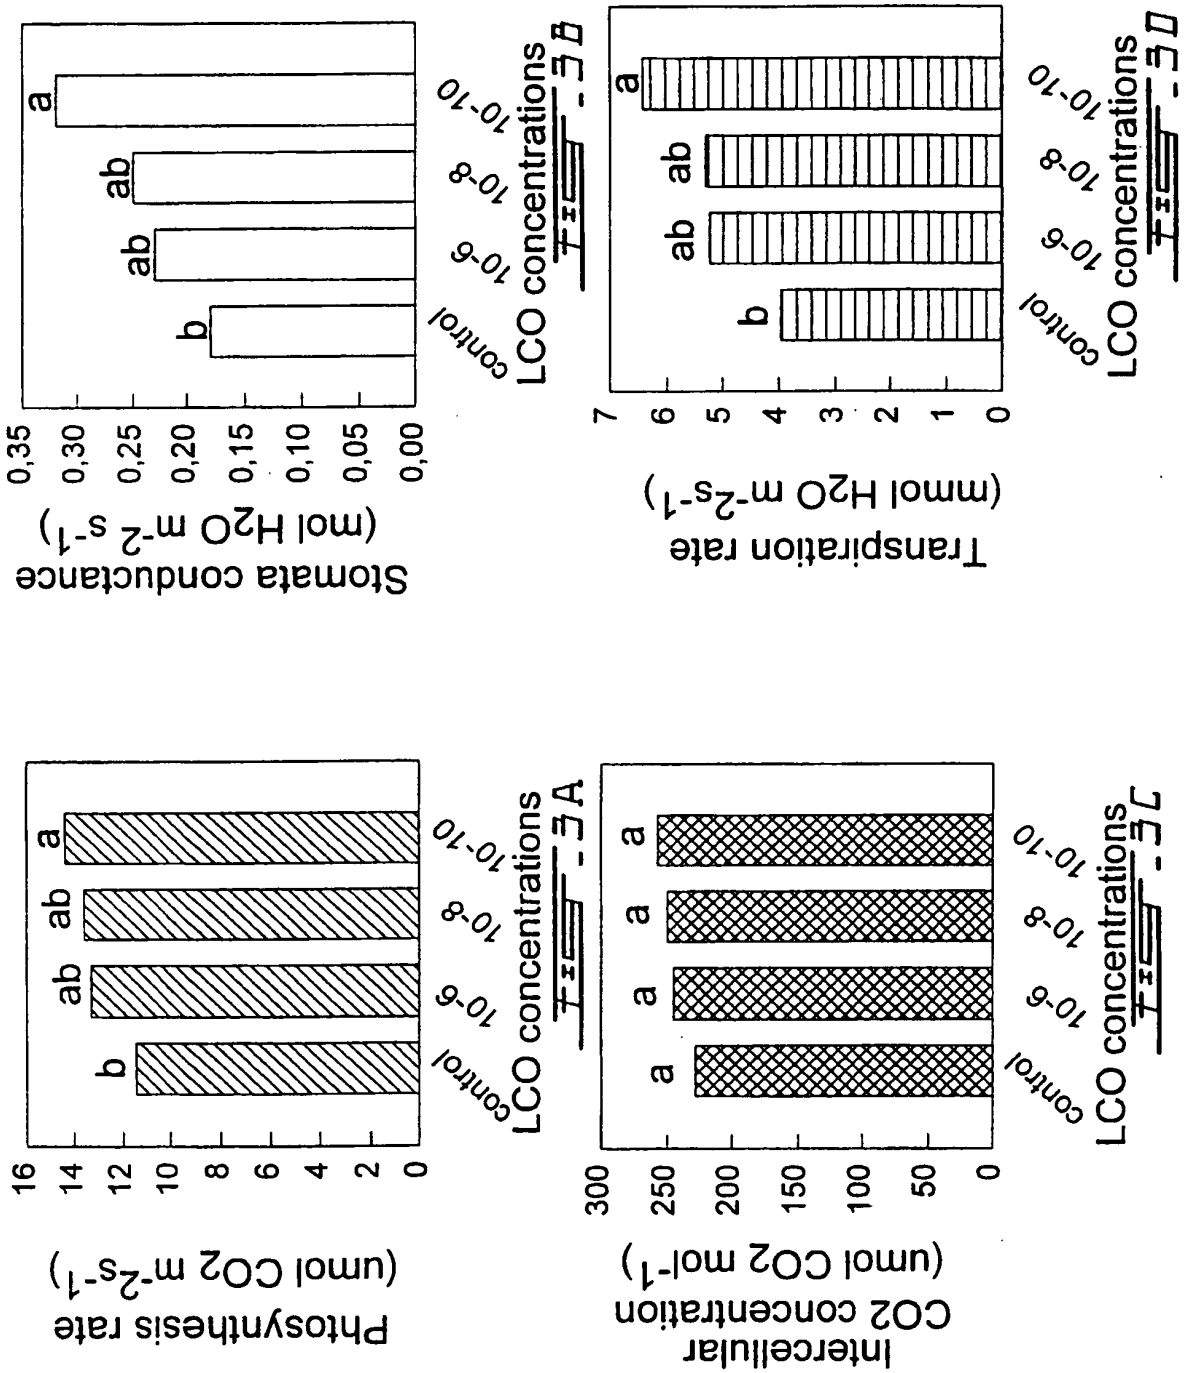 Phtosynthesis rate
(umol CO2 m-2s-1)
16
14
12
10
8
6
4
2
0
b
ab
ab
a
control
10-6
10-8
10-10
LCO concentrations
FIG - 3A
Stomata conductance
(mol H2O m-2 s-1)
0,35
0,30
0,25
0,20
0,15
0,10
0,05
0,00
b
ab
ab
a
control
10-6
10-8
10-10
LCO concentrations
FIG - 3B
Intercellular
CO2 concentration
(umol CO2 mol-1)
300
250
200
150
100
50
0
a
a
a
a
control
10-6
10-8
10-10
LCO concentrations
FIG - 3C
Transpiration rate
(mmol H2O m-2s-1)
7
6
5
4
3
2
1
0
b
ab
ab
a
control
10-6
10-8
10-10
LCO concentrations
FIG - 3D